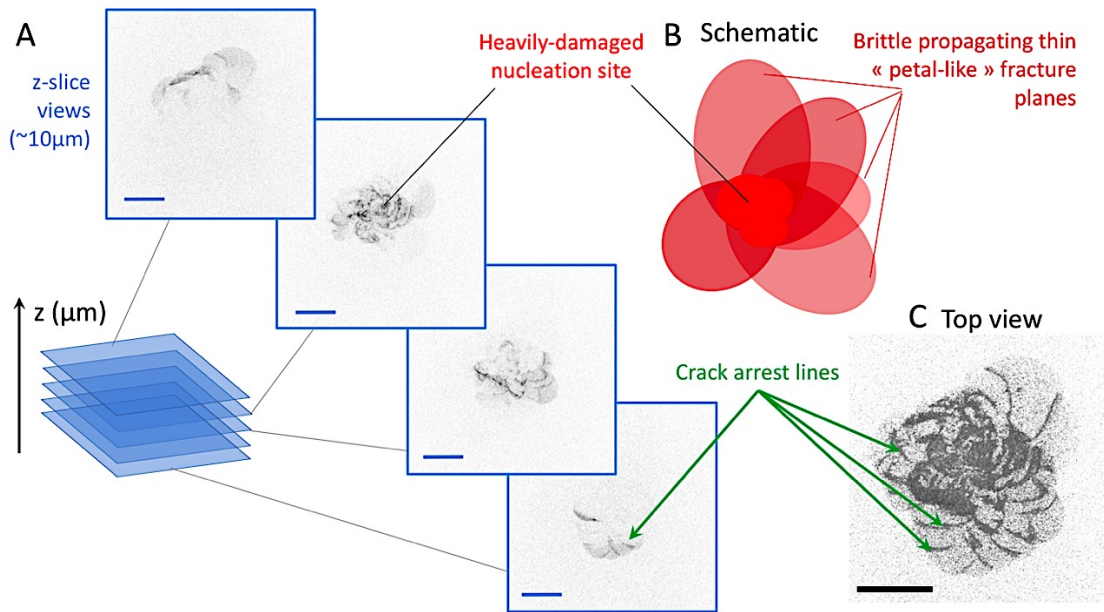 A
z-slice
views
(~10µm)
Heavily-damaged
nucleation site
B
Schematic
Brittle propagating thin
« petal-like » fracture
planes
z (µm)
Crack arrest lines
C
Top view